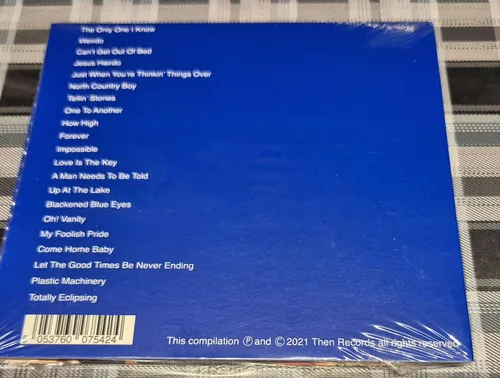 The Only One I Know
Weirdo
Can't Get Out Of Bed
Jesus Hairdo
Just When You're Thinkin' Things Over
North Country Boy
Tellin' Stories
One To Another
How High
Forever
Impossible
Love Is The Key
A Man Needs To Be Told
Up At The Lake
Blackened Blue Eyes
Oh! Vanity
My Foolish Pride
Come Home Baby
Let The Good Times Be Never Ending
Plastic Machinery
Totally Eclipsing
5 053760 075424
This compilation Ⓟ and © 2021 Then Records all rights reserved